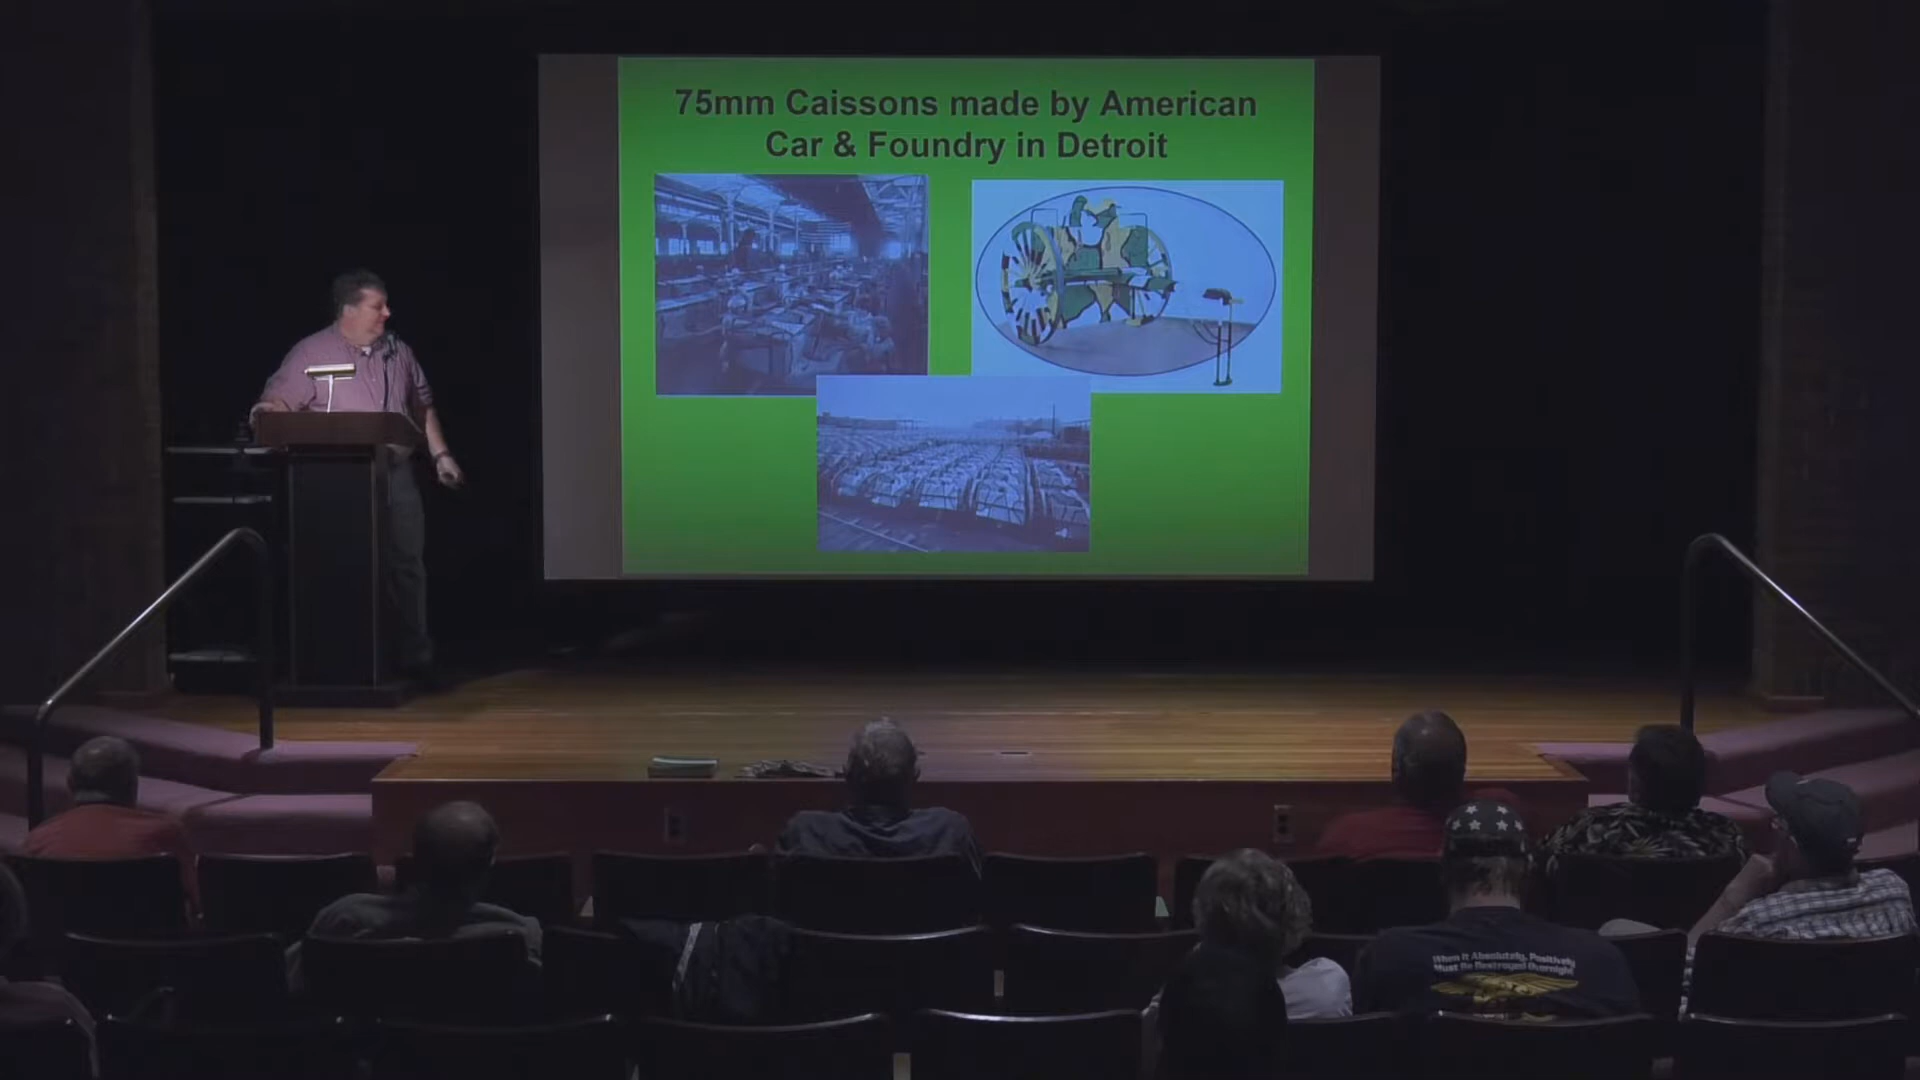 75mm Caissons made by American
Car & Foundry in Detroit
When It Absolutely, Positively
Must Be Destroyed Overnight